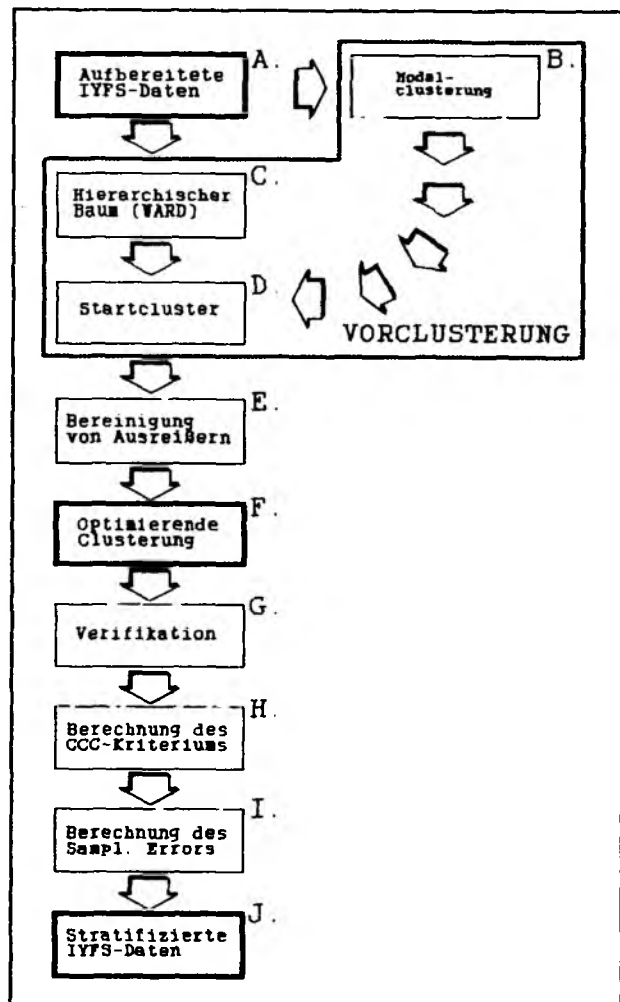 A.
Aufbereitete
IYFS-Daten
B.
Modal-
clusterung
C.
Hierarchischer
Baum (WARD)
D.
Startcluster
VORCLUSTERUNG
E.
Bereinigung
von Ausreißern
F.
Optimierende
Clusterung
G.
Verifikation
H.
Berechnung des
CCC-Kriteriums
I.
Berechnung des
Sampl. Errors
J.
Stratifizierte
IYFS-Daten